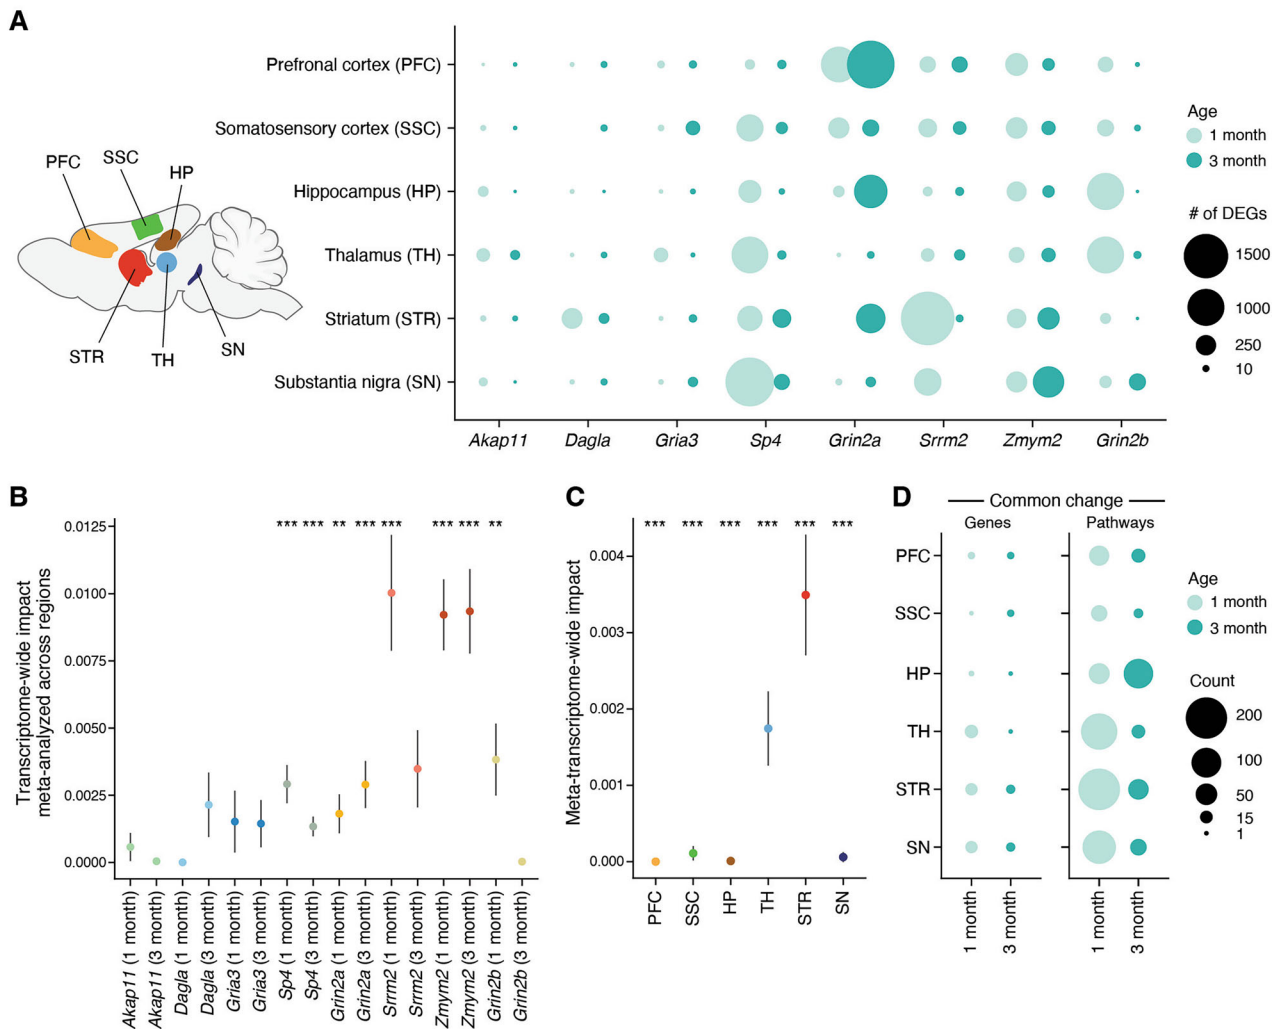 A
Prefronal cortex (PFC)
Somatosensory cortex (SSC)
Hippocampus (HP)
Thalamus (TH)
Striatum (STR)
Substantia nigra (SN)
PFC
SSC
HP
STR
TH
SN
Akap11
Dagla
Gria3
Sp4
Grin2a
Srrm2
Zmym2
Grin2b
Age
1 month
3 month
# of DEGs
1500
1000
250
10
B
Transcriptome-wide impact
meta-analyzed across regions
0.0125
0.0100
0.0075
0.0050
0.0025
0.0000
*** *** ** *** *** *** *** **
Akap11 (1 month)
Akap11 (3 month)
Dagla (1 month)
Dagla (3 month)
Gria3 (1 month)
Gria3 (3 month)
Sp4 (1 month)
Sp4 (3 month)
Grin2a (1 month)
Grin2a (3 month)
Srrm2 (1 month)
Srrm2 (3 month)
Zmym2 (1 month)
Zmym2 (3 month)
Grin2b (1 month)
Grin2b (3 month)
C
Meta-transcriptome-wide impact
0.004
0.003
0.002
0.001
0.000
*** *** *** *** *** ***
PFC
SSC
HP
TH
STR
SN
D
Common change
Genes
Pathways
PFC
SSC
HP
TH
STR
SN
1 month
3 month
1 month
3 month
Age
1 month
3 month
Count
200
100
50
15
1